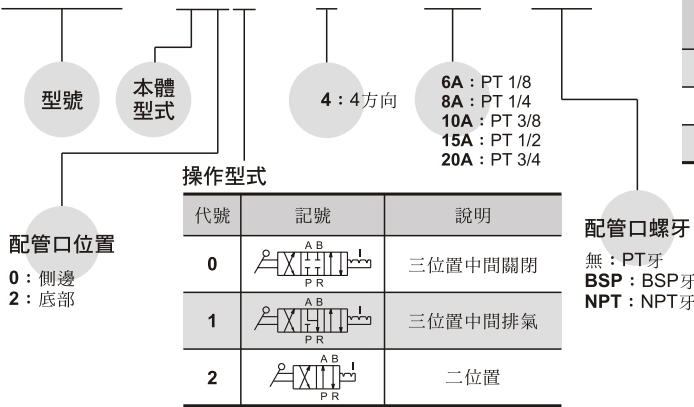 型號
本體
型式
4：4方向
6A：PT 1/8
8A：PT 1/4
10A：PT 3/8
15A：PT 1/2
20A：PT 3/4
配管口位置
0：側邊
2：底部
操作型式
代號 記號 說明
0 A B P R 三位置中間關閉
1 A B P R 三位置中間排氣
2 A B P R 二位置
配管口螺牙
無：PT牙
BSP：BSP牙
NPT：NPT牙